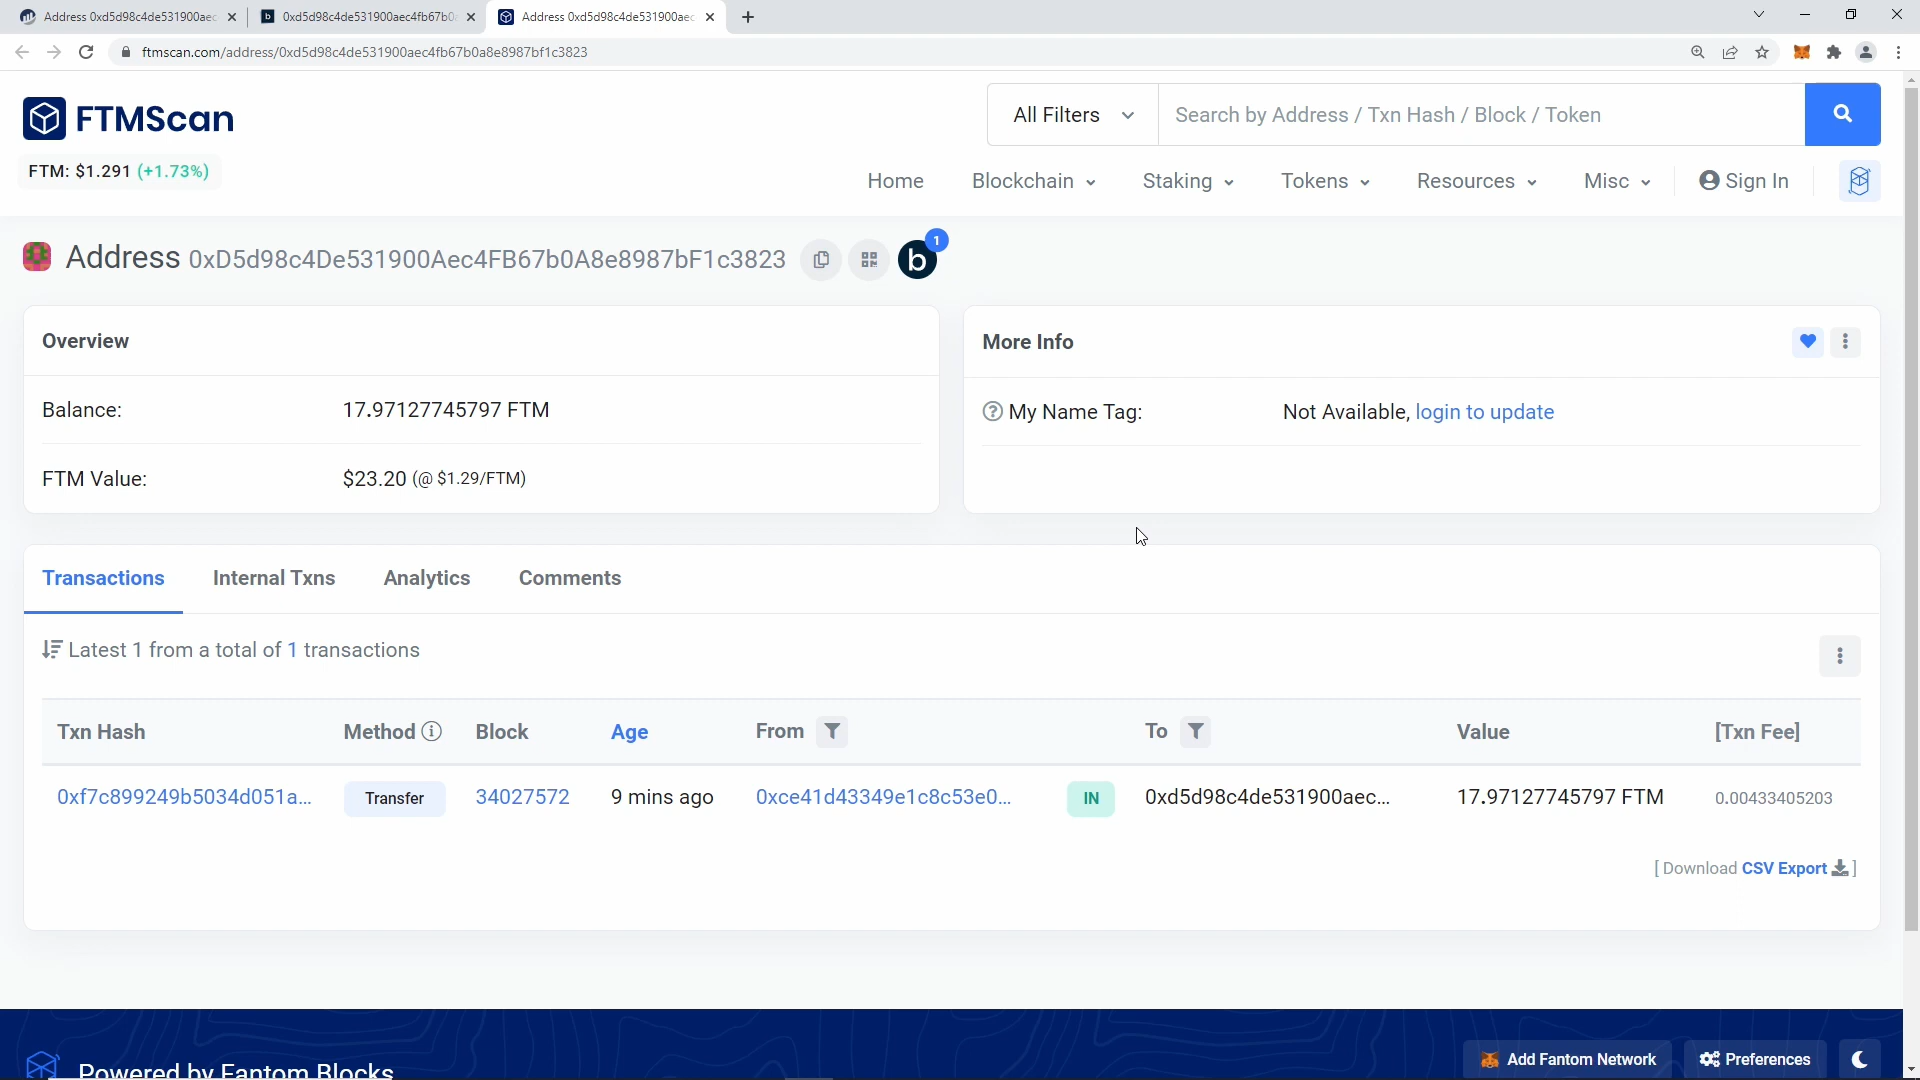 Address 0xd5d98c4de531900aec
0xd5d98c4de531900aec4fb67b0
Address 0xd5d98c4de531900aec
ftmscan.com/address/0xd5d98c4de531900aec4fb67b0a8e8987bf1c3823
FTMScan
All Filters
Search by Address / Txn Hash / Block / Token
FTM: $1.291 (+1.73%)
Home Blockchain Staking Tokens Resources Misc Sign In
Address 0xD5d98c4De531900Aec4FB67b0A8e8987bF1c3823
b 1
Overview
Balance: 17.97127745797 FTM
FTM Value: $23.20 (@ $1.29/FTM)
More Info
My Name Tag: Not Available, login to update
Transactions Internal Txns Analytics Comments
Latest 1 from a total of 1 transactions
Txn Hash Method Block Age From To Value [Txn Fee]
0xf7c899249b5034d051a... Transfer 34027572 9 mins ago 0xce41d43349e1c8c53e0... IN 0xd5d98c4de531900aec... 17.97127745797 FTM 0.00433405203
[ Download CSV Export ]
Powered by Fantom Blocks
Add Fantom Network Preferences